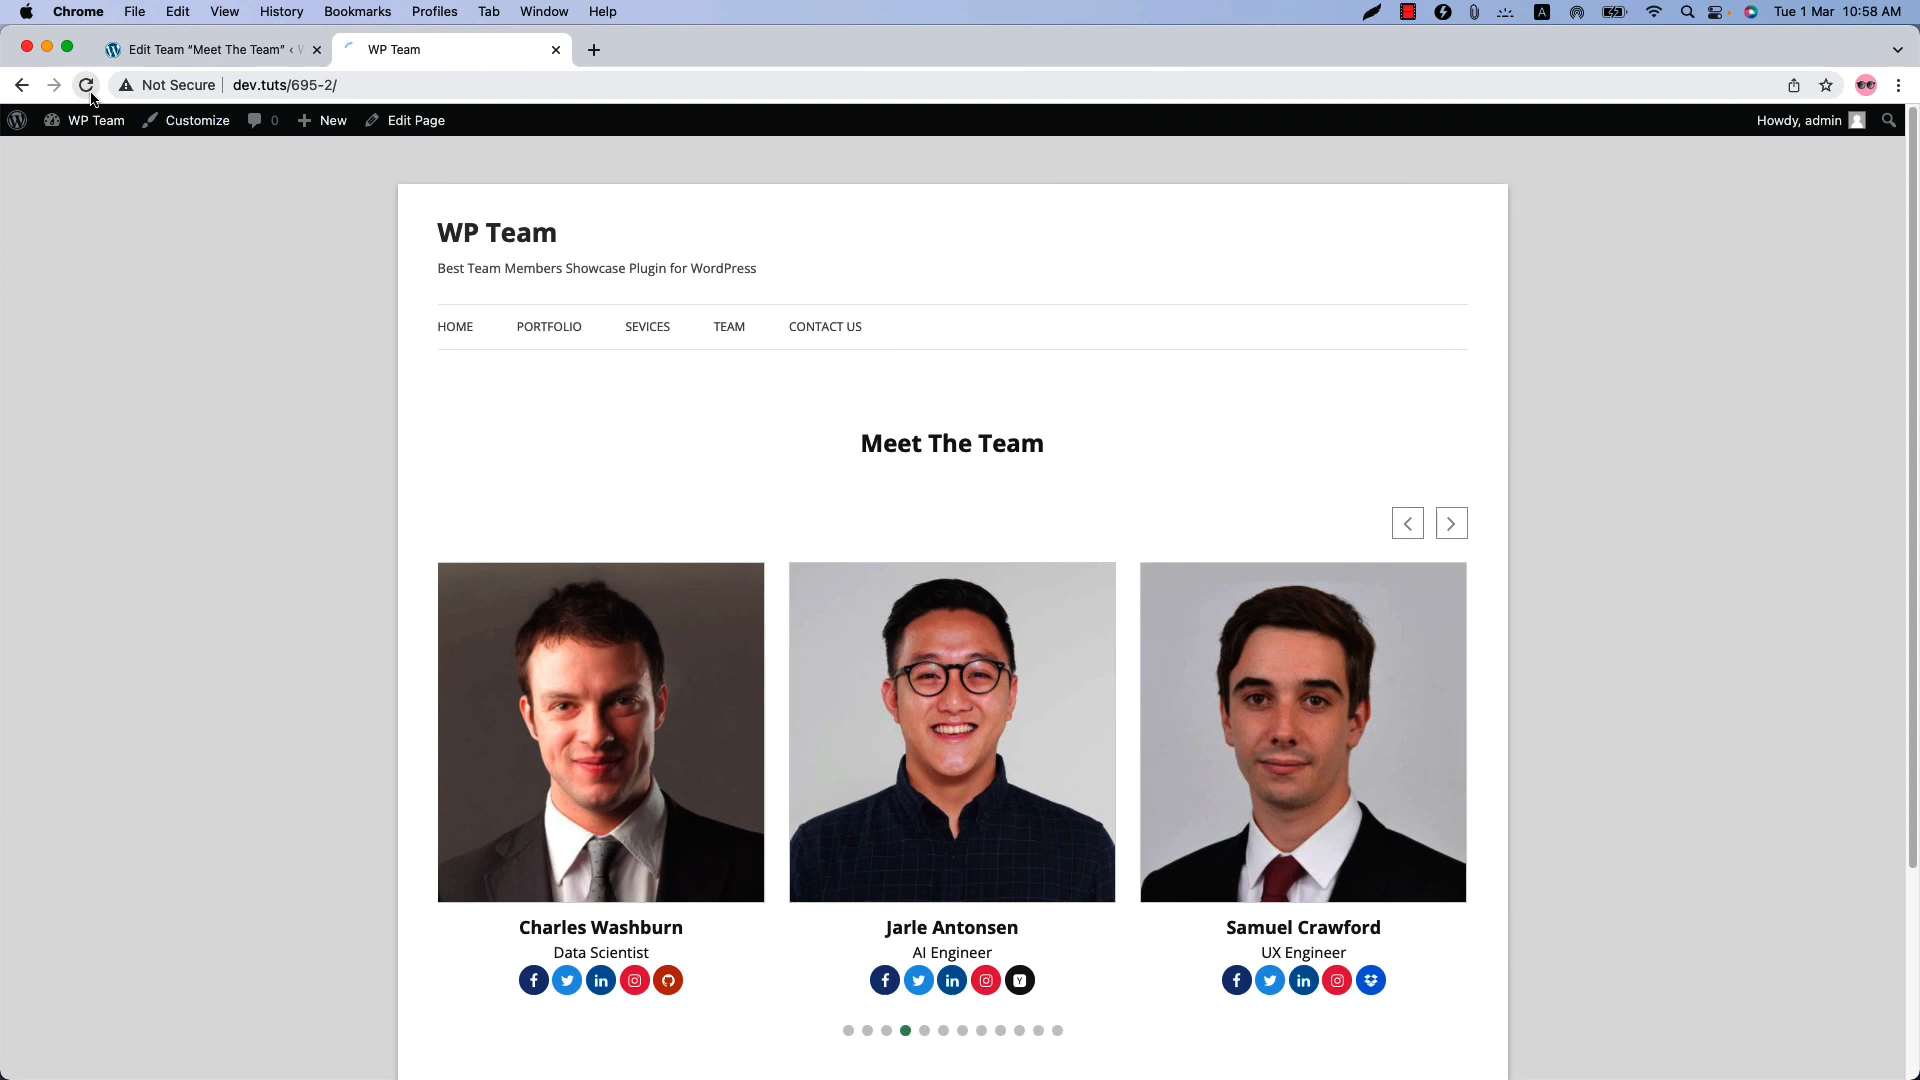 Chrome File Edit View History Bookmarks Profiles Tab Window Help
A Tue 1 Mar 10:58 AM
Edit Team "Meet The Team" ‹
WP Team
Not Secure dev.tuts/695-2/
WP Team Customize 0 New Edit Page Howdy, admin
WP Team
Best Team Members Showcase Plugin for WordPress
HOME PORTFOLIO SEVICES TEAM CONTACT US
Meet The Team
Charles Washburn
Data Scientist
Jarle Antonsen
AI Engineer
Samuel Crawford
UX Engineer